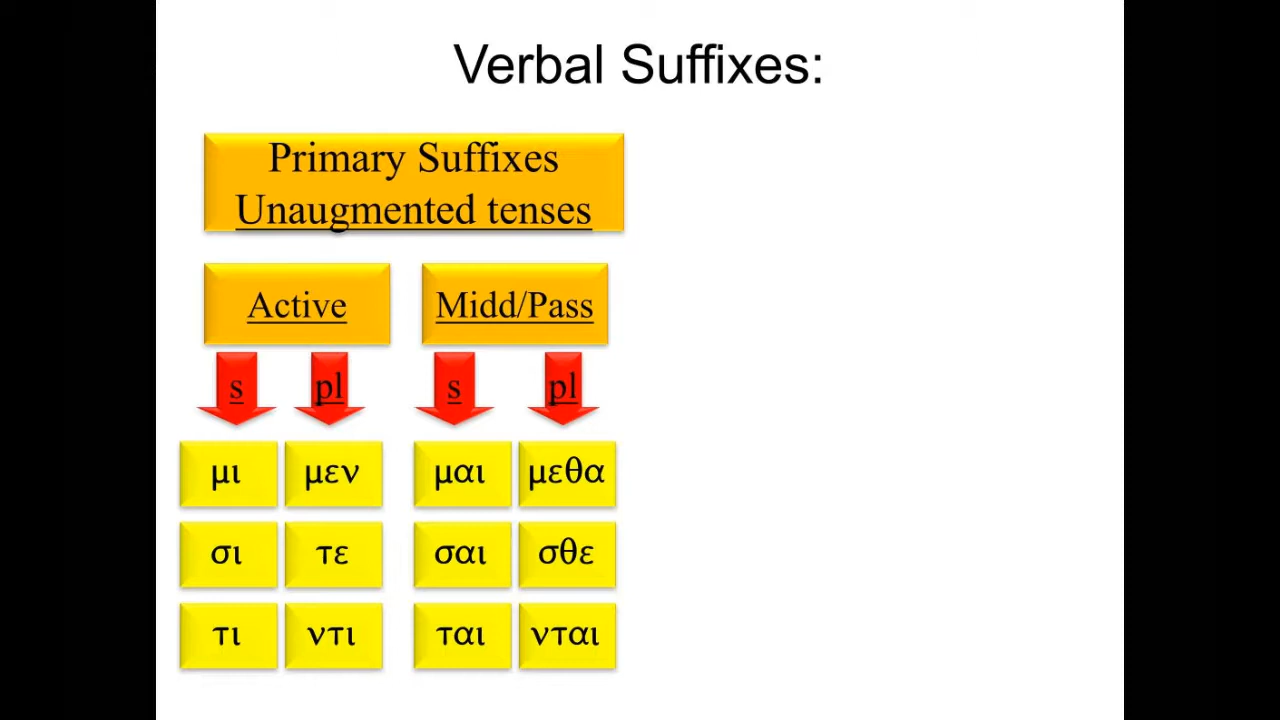 Verbal Suffixes:
Primary Suffixes
Unaugmented tenses
Active Midd/Pass
s pl s pl
μι μεν μαι μεθα
σι τε σαι σθε
τι ντι ται νται